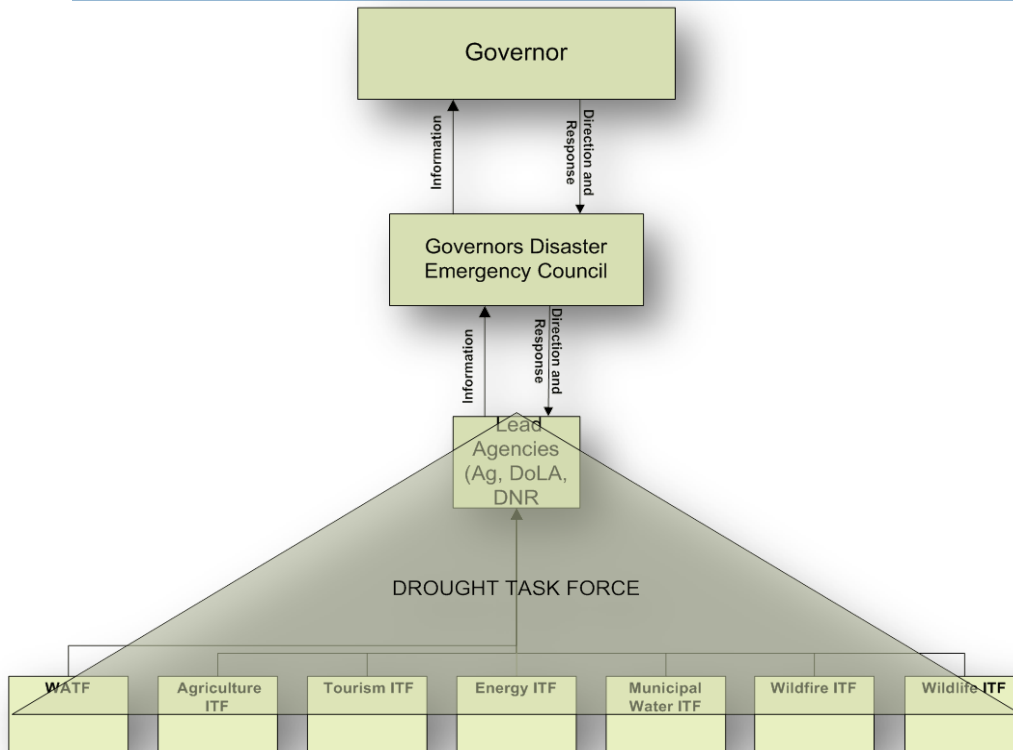 Governor
Information
Direction and
Response
Governors Disaster
Emergency Council
Information
Direction and
Response
Lead
Agencies
(Ag, DoLA,
DNR
DROUGHT TASK FORCE
WATF
Agriculture
ITF
Tourism ITF
Energy ITF
Municipal
Water ITF
Wildfire ITF
Wildlife ITF